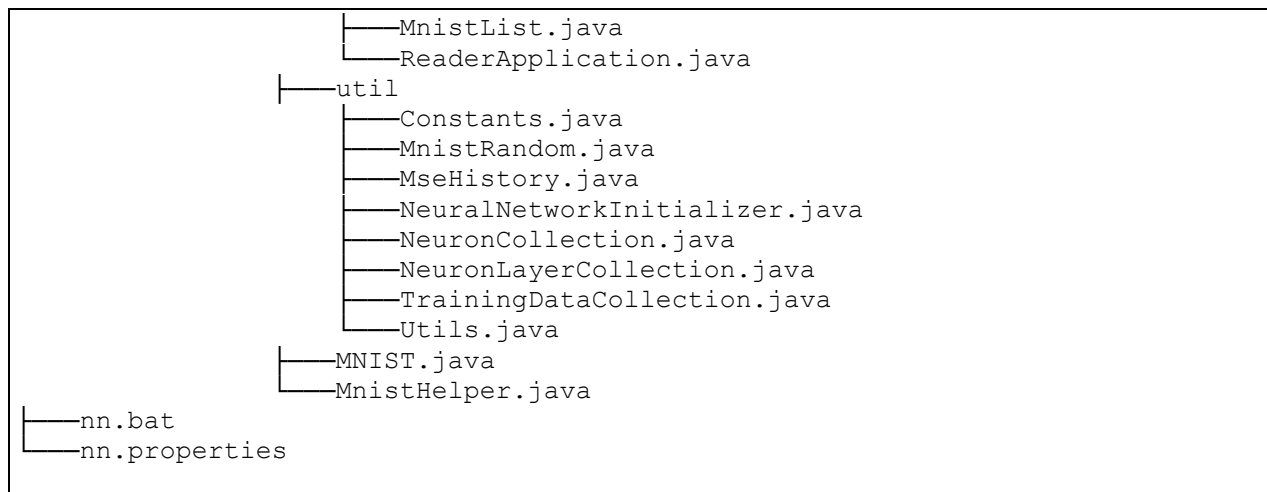 ├───MnistList.java
└───ReaderApplication.java
├───util
├───Constants.java
├───MnistRandom.java
├───MseHistory.java
├───NeuralNetworkInitializer.java
├───NeuronCollection.java
├───NeuronLayerCollection.java
├───TrainingDataCollection.java
└───Utils.java
├───MNIST.java
└───MnistHelper.java
├───nn.bat
└───nn.properties